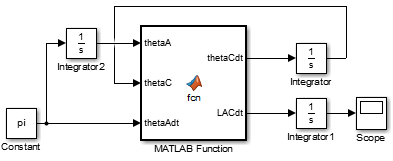 1
s
Integrator2
thetaA
thetaC
thetaAdt
fcn
thetaCdt
LACdt
MATLAB Function
1
s
Integrator
1
s
Integrator1
Scope
pi
Constant